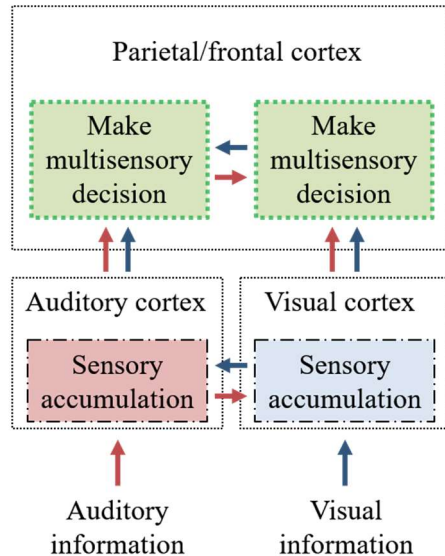 Parietal/frontal cortex
Make
multisensory
decision
Make
multisensory
decision
Auditory cortex
Visual cortex
Sensory
accumulation
Sensory
accumulation
Auditory
information
Visual
information